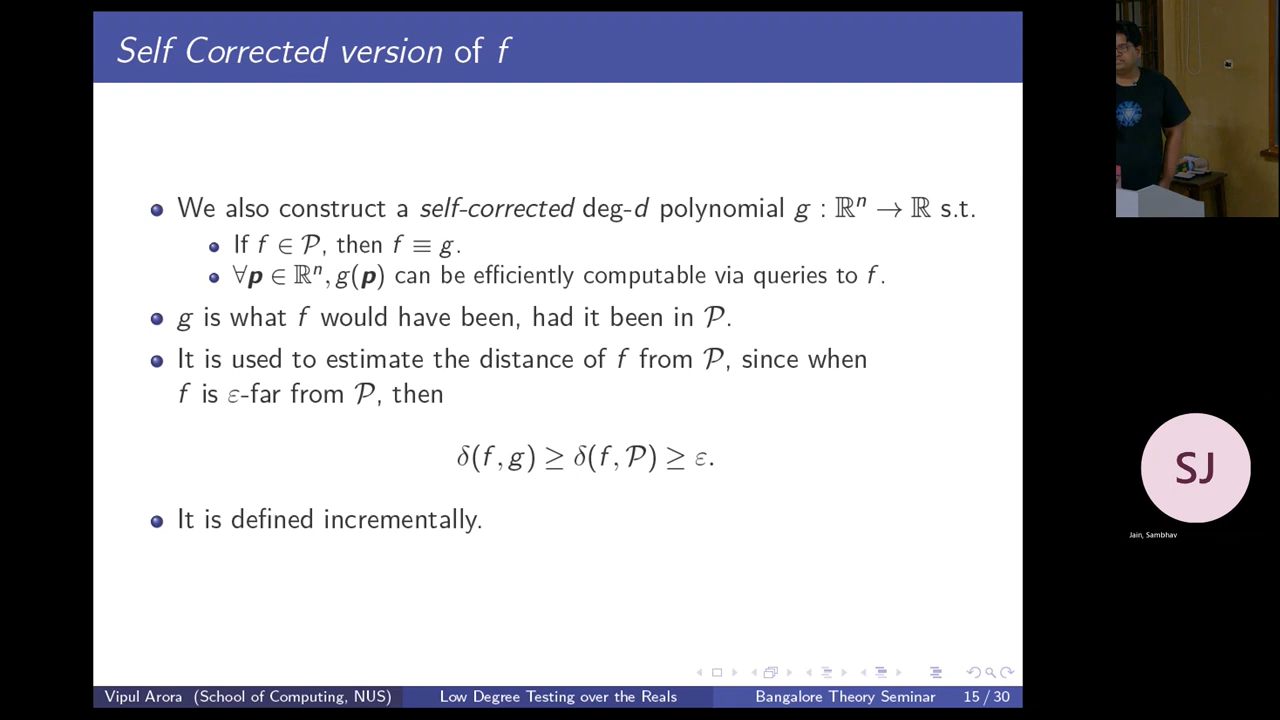 Self Corrected version of f
We also construct a self-corrected deg-d polynomial g : ℝⁿ → ℝ s.t.
If f ∈ 𝒫, then f ≡ g.
∀p ∈ ℝⁿ, g(p) can be efficiently computable via queries to f.
g is what f would have been, had it been in 𝒫.
It is used to estimate the distance of f from 𝒫, since when
f is ε-far from 𝒫, then
δ(f, g) ≥ δ(f, 𝒫) ≥ ε.
It is defined incrementally.
SJ
Jain, Sambhav
Vipul Arora (School of Computing, NUS) Low Degree Testing over the Reals Bangalore Theory Seminar 15 / 30